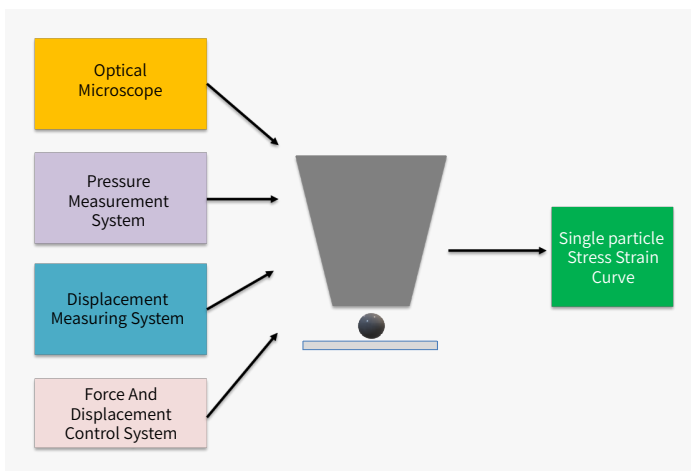 Optical
Microscope
Pressure
Measurement
System
Displacement
Measuring System
Force And
Displacement
Control System
Single particle
Stress Strain
Curve